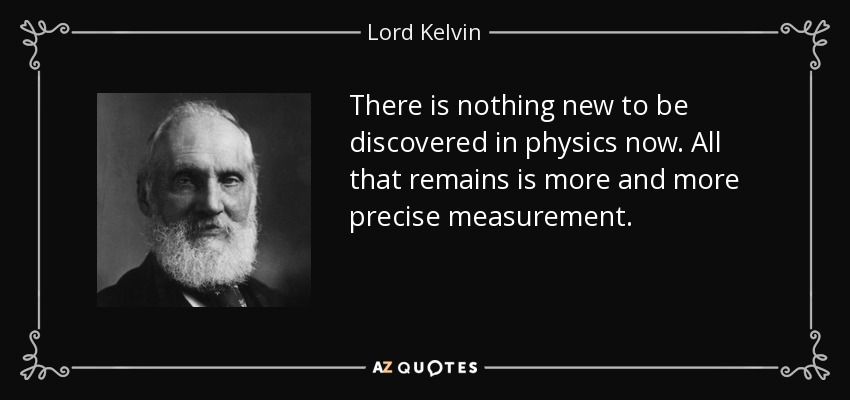 Lord Kelvin
There is nothing new to be
discovered in physics now. All
that remains is more and more
precise measurement.
AZ QUOTES